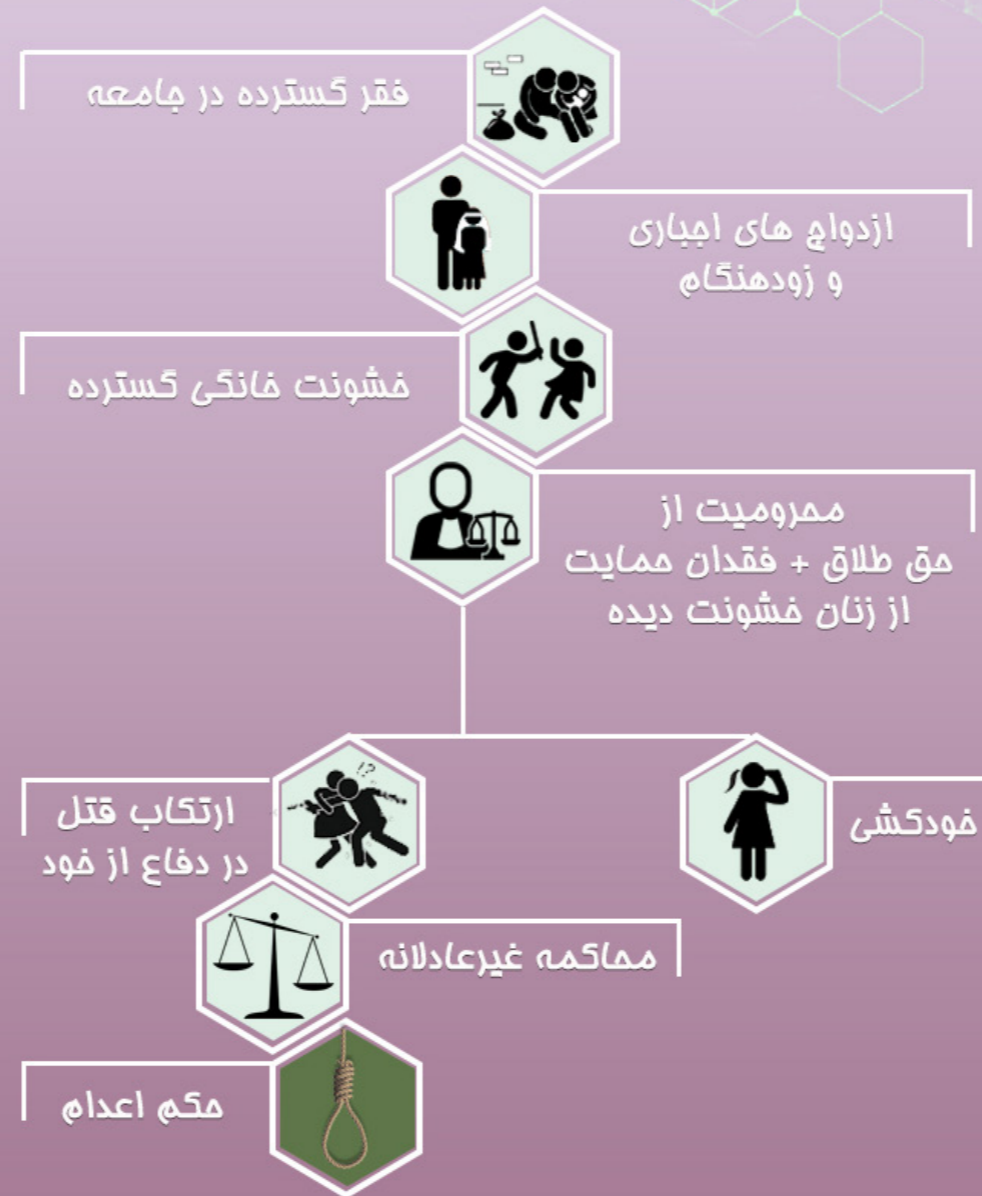 فقر گسترده در جامعه
ازدواج های اجباری
و زودهنگام
خشونت خانگی گسترده
محرومیت از
حق طلاق + فقدان حمایت
از زنان خشونت دیده
ارتکاب قتل
در دفاع از خود
خودکشی
محاکمه غیرعادلانه
حکم اعدام
!?